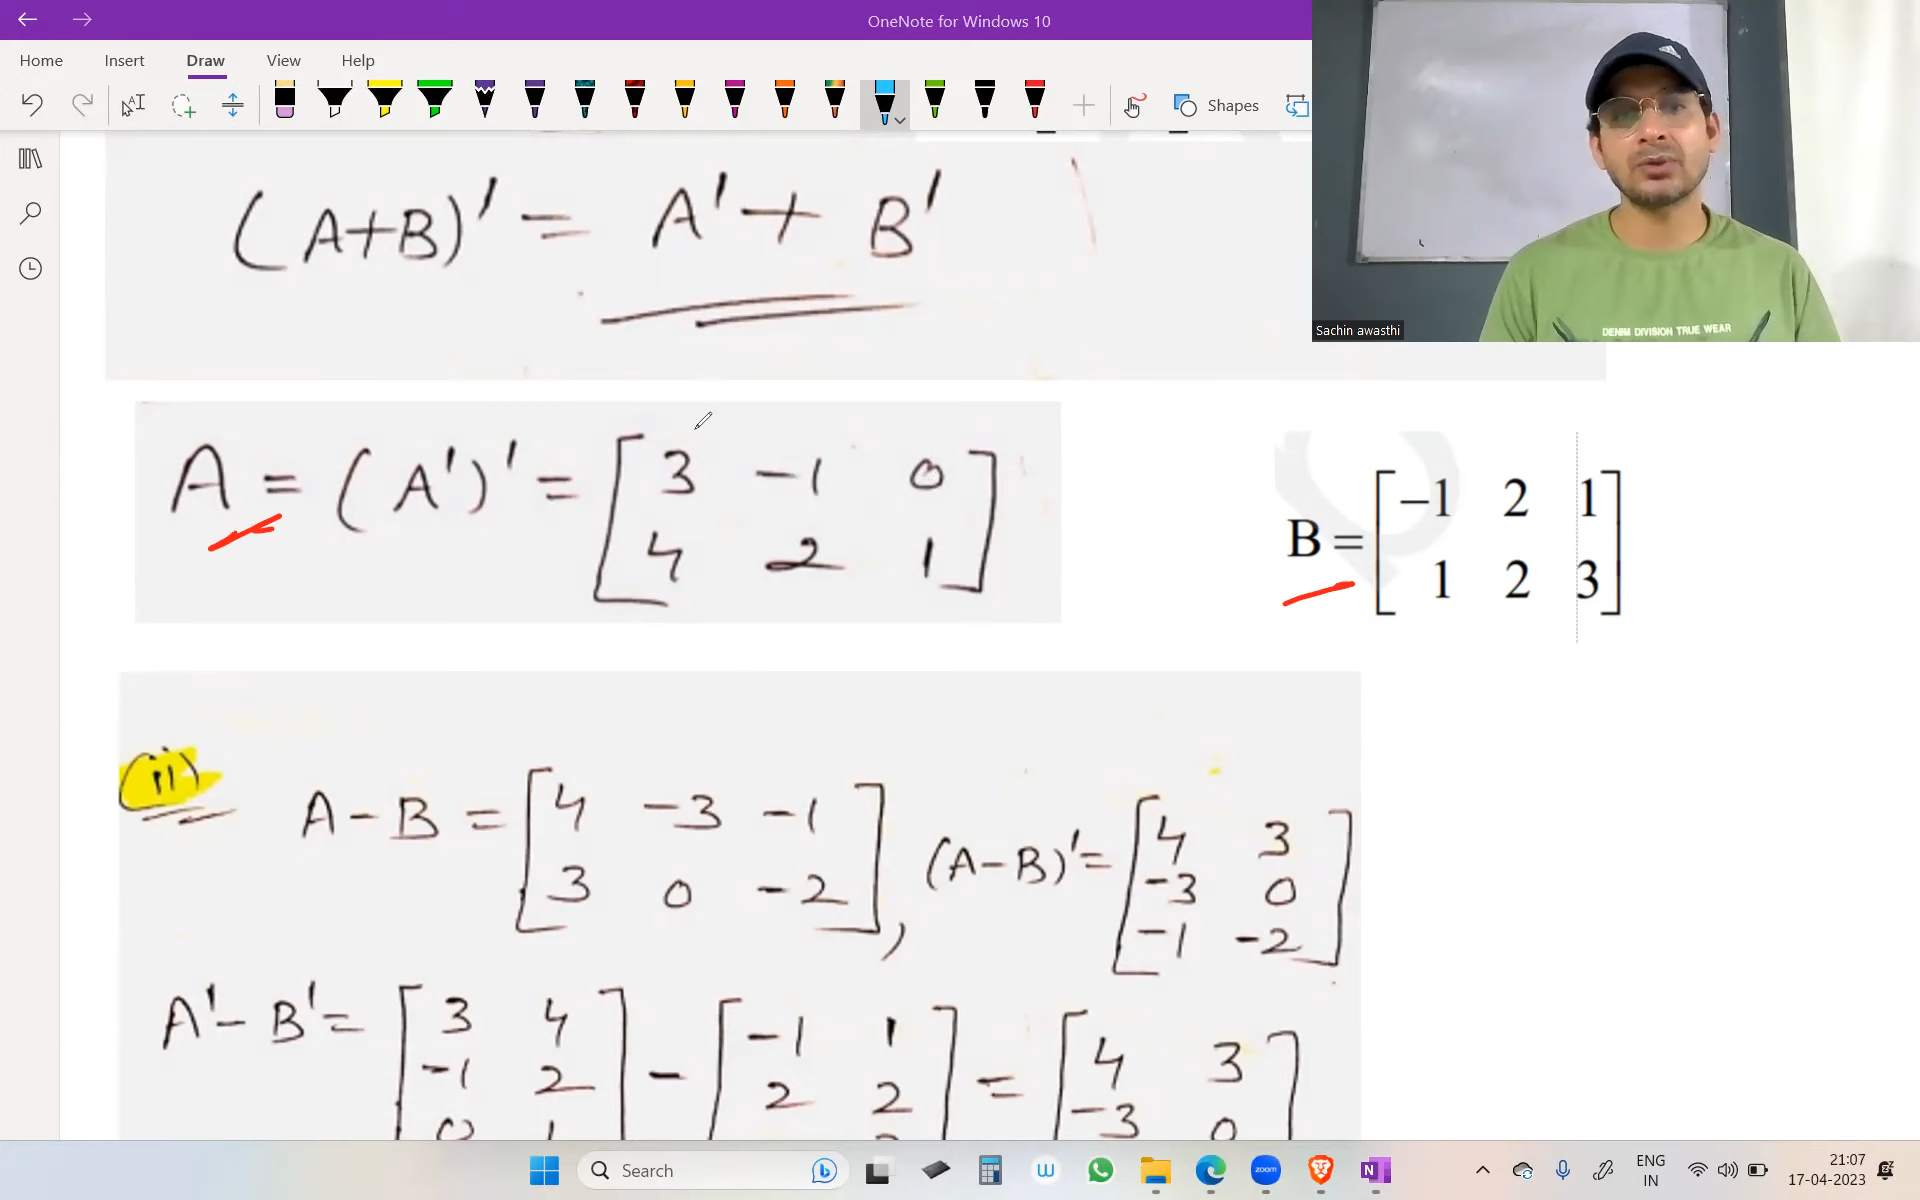 OneNote for Windows 10
Home Insert Draw View Help
Shapes
(A+B)' = A' + B'
Sachin awasthi
DENIM DIVISION TRUE WEAR
A = (A')' = [3 -1 0
4 2 1]
B = [-1 2 1
1 2 3]
(ii) A - B = [4 -3 -1
3 0 -2],
(A-B)' = [4 3
-3 0
-1 -2]
A' - B' = [3 4
-1 2
0 1] - [-1 1
2 2
] = [4 3
-3 0
Search
ENG
IN
21:07
17-04-2023